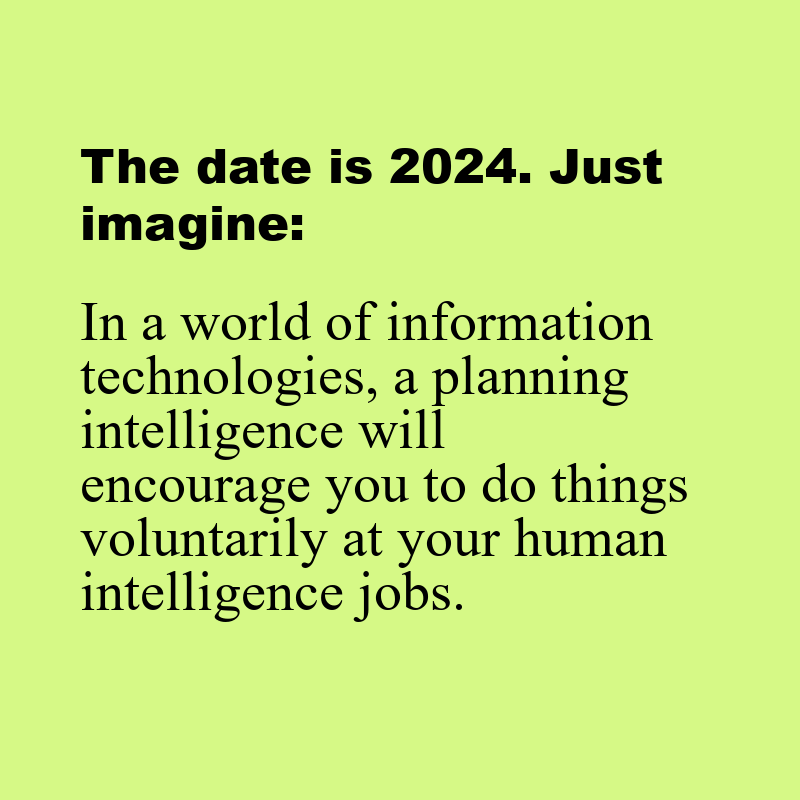 The date is 2024. Just
imagine:
In a world of information
technologies, a planning
intelligence will
encourage you to do things
voluntarily at your human
intelligence jobs.